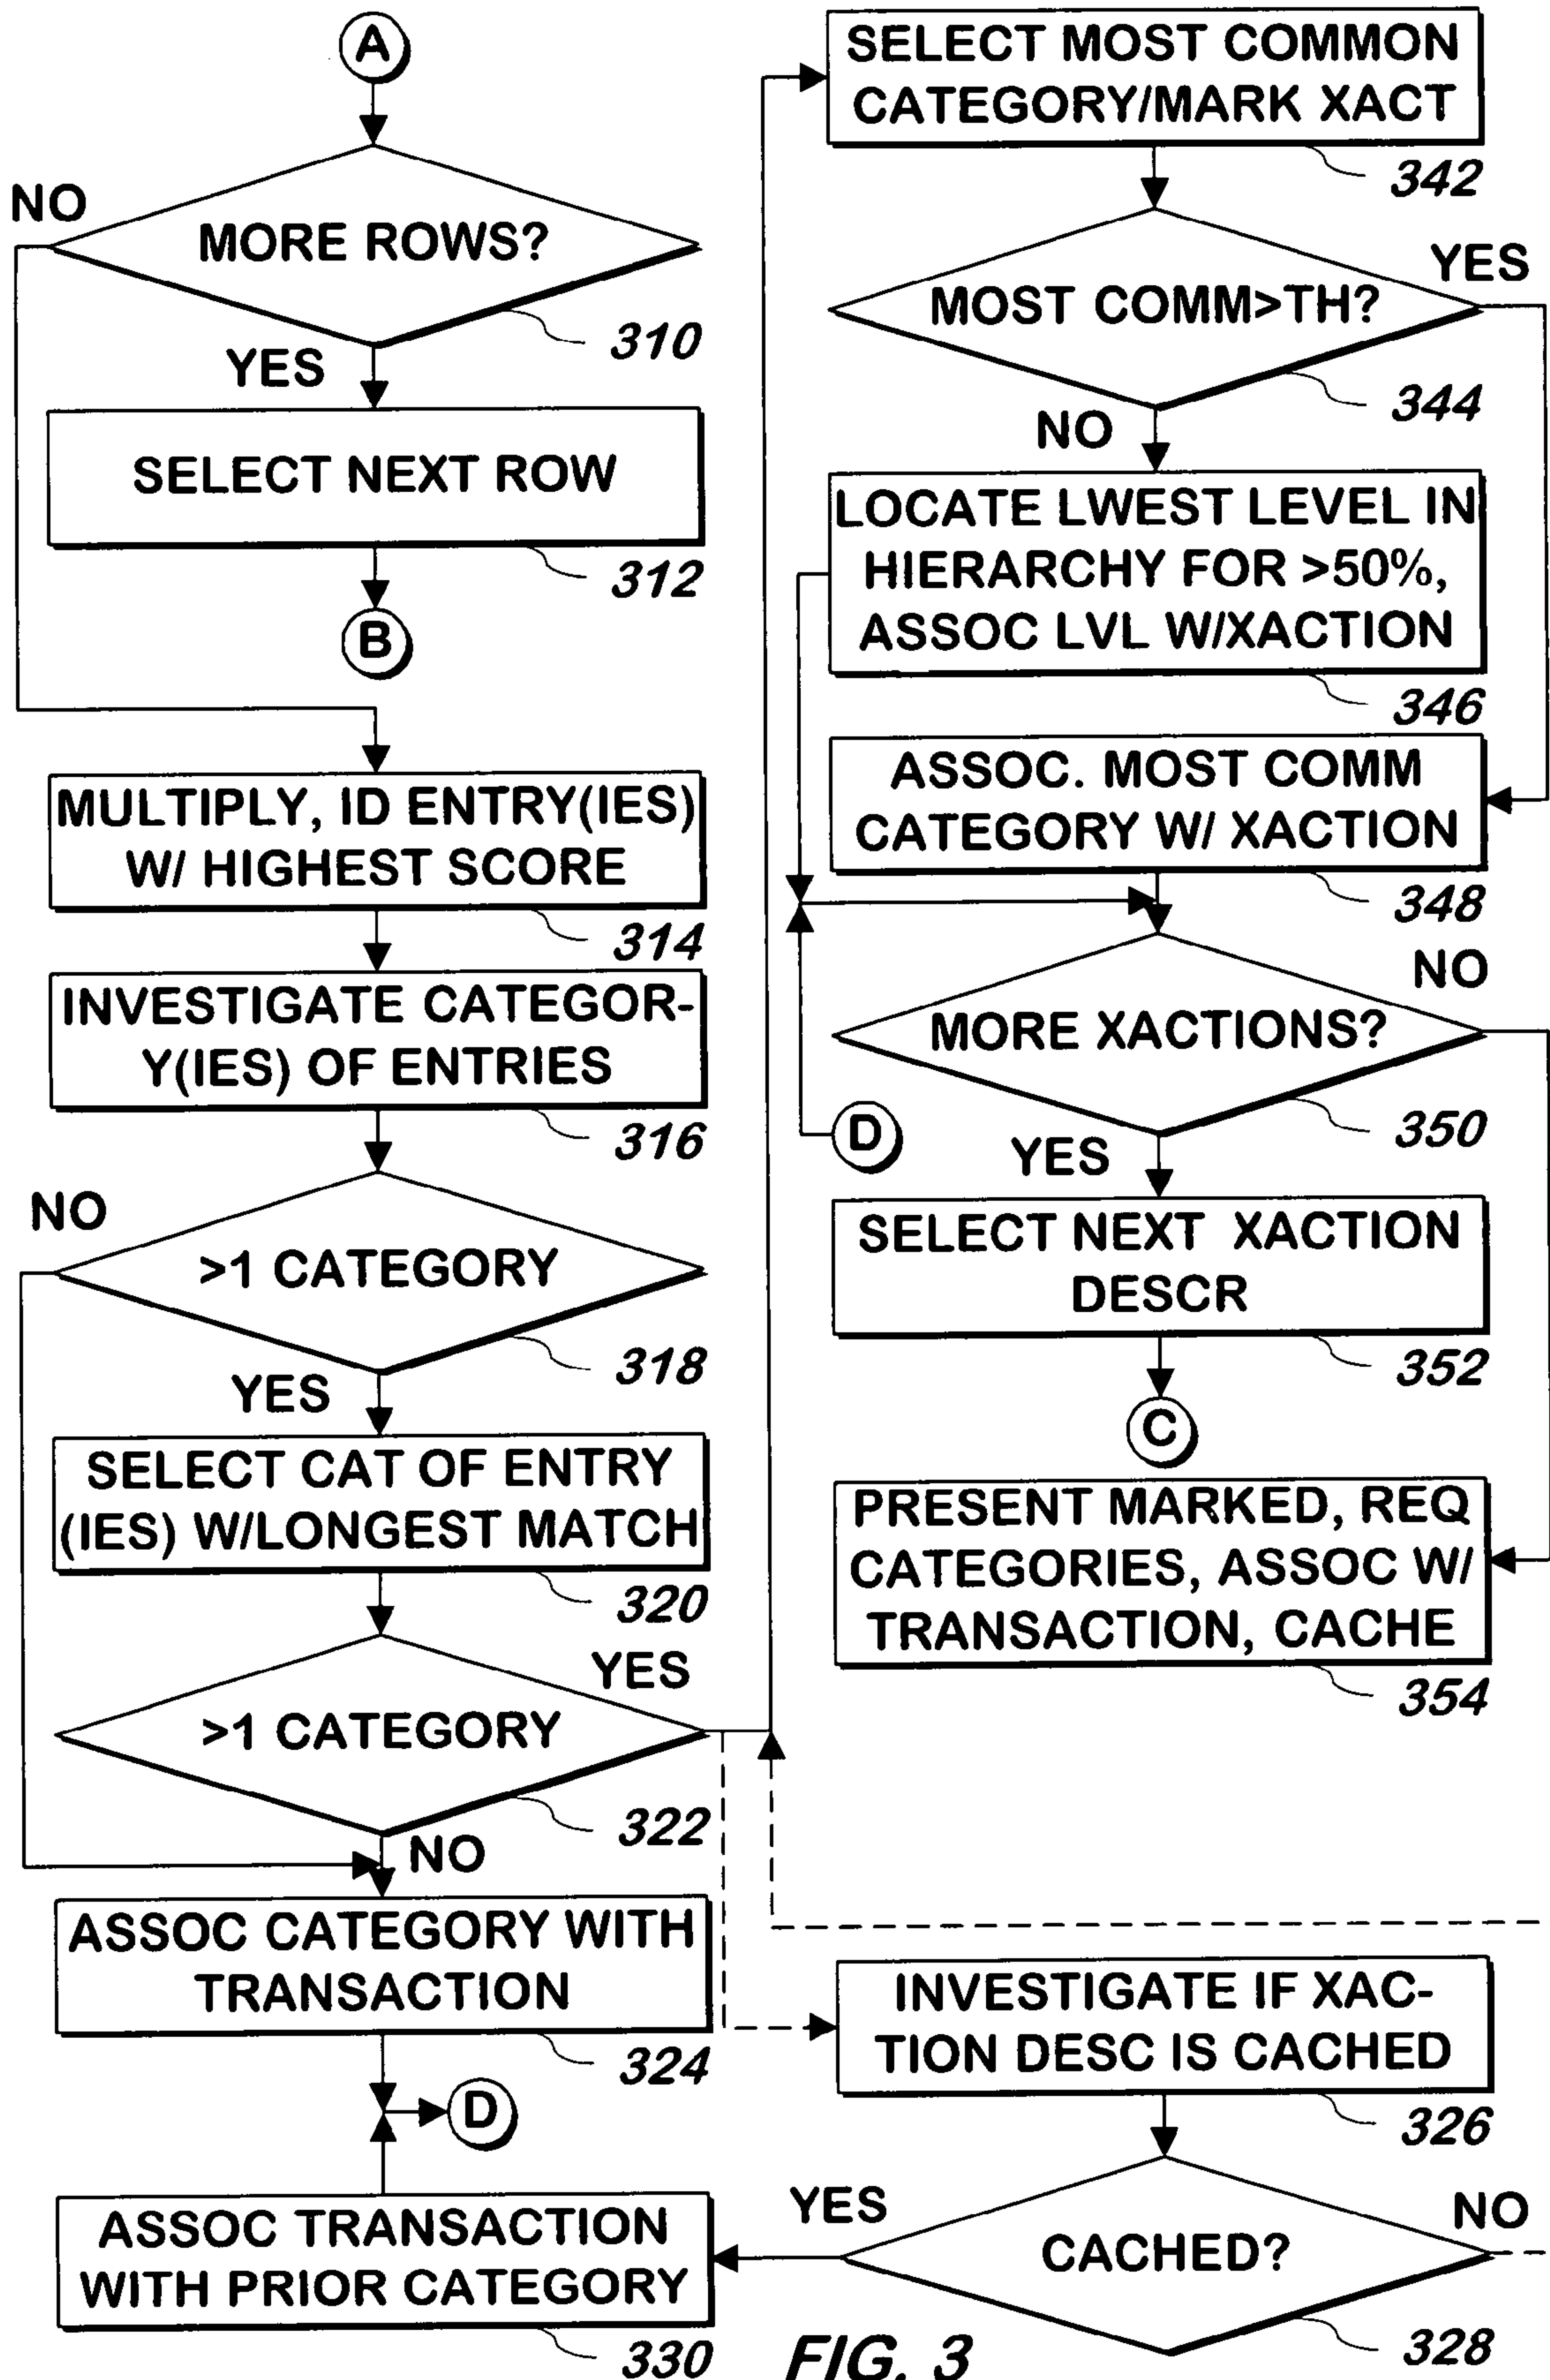 A
NO
MORE ROWS?
310
YES
SELECT NEXT ROW
312
B
MULTIPLY, ID ENTRY(IES)
W/ HIGHEST SCORE
314
INVESTIGATE CATEGOR-
Y(IES) OF ENTRIES
316
NO
>1 CATEGORY
318
YES
SELECT CAT OF ENTRY
(IES) W/LONGEST MATCH
320
YES
>1 CATEGORY
322
NO
ASSOC CATEGORY WITH
TRANSACTION
324
D
ASSOC TRANSACTION
WITH PRIOR CATEGORY
330
SELECT MOST COMMON
CATEGORY/MARK XACT
342
YES
MOST COMM>TH?
344
NO
LOCATE LWEST LEVEL IN
HIERARCHY FOR >50%,
ASSOC LVL W/XACTION
346
ASSOC. MOST COMM
CATEGORY W/ XACTION
348
NO
MORE XACTIONS?
350
D
YES
SELECT NEXT XACTION
DESCR
352
C
PRESENT MARKED, REQ
CATEGORIES, ASSOC W/
TRANSACTION, CACHE
354
INVESTIGATE IF XAC-
TION DESC IS CACHED
326
YES
NO
CACHED?
328
FIG. 3